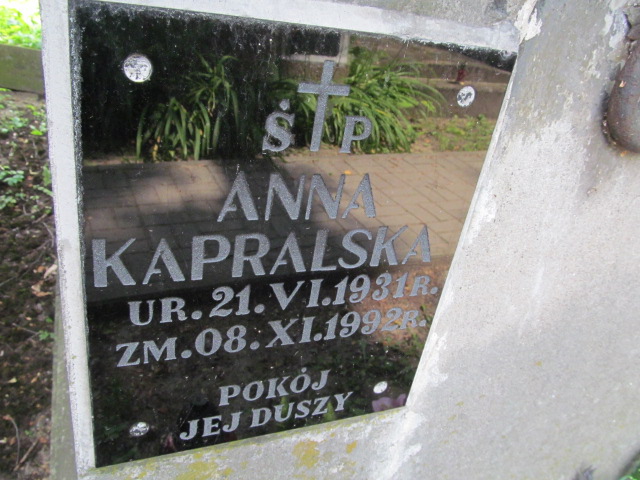 Ś P
ANNA
KAPRALSKA
UR. 21. VI. 1931 R.
ZM. 08. XI. 1992 R.
POKÓJ
JEJ DUSZY